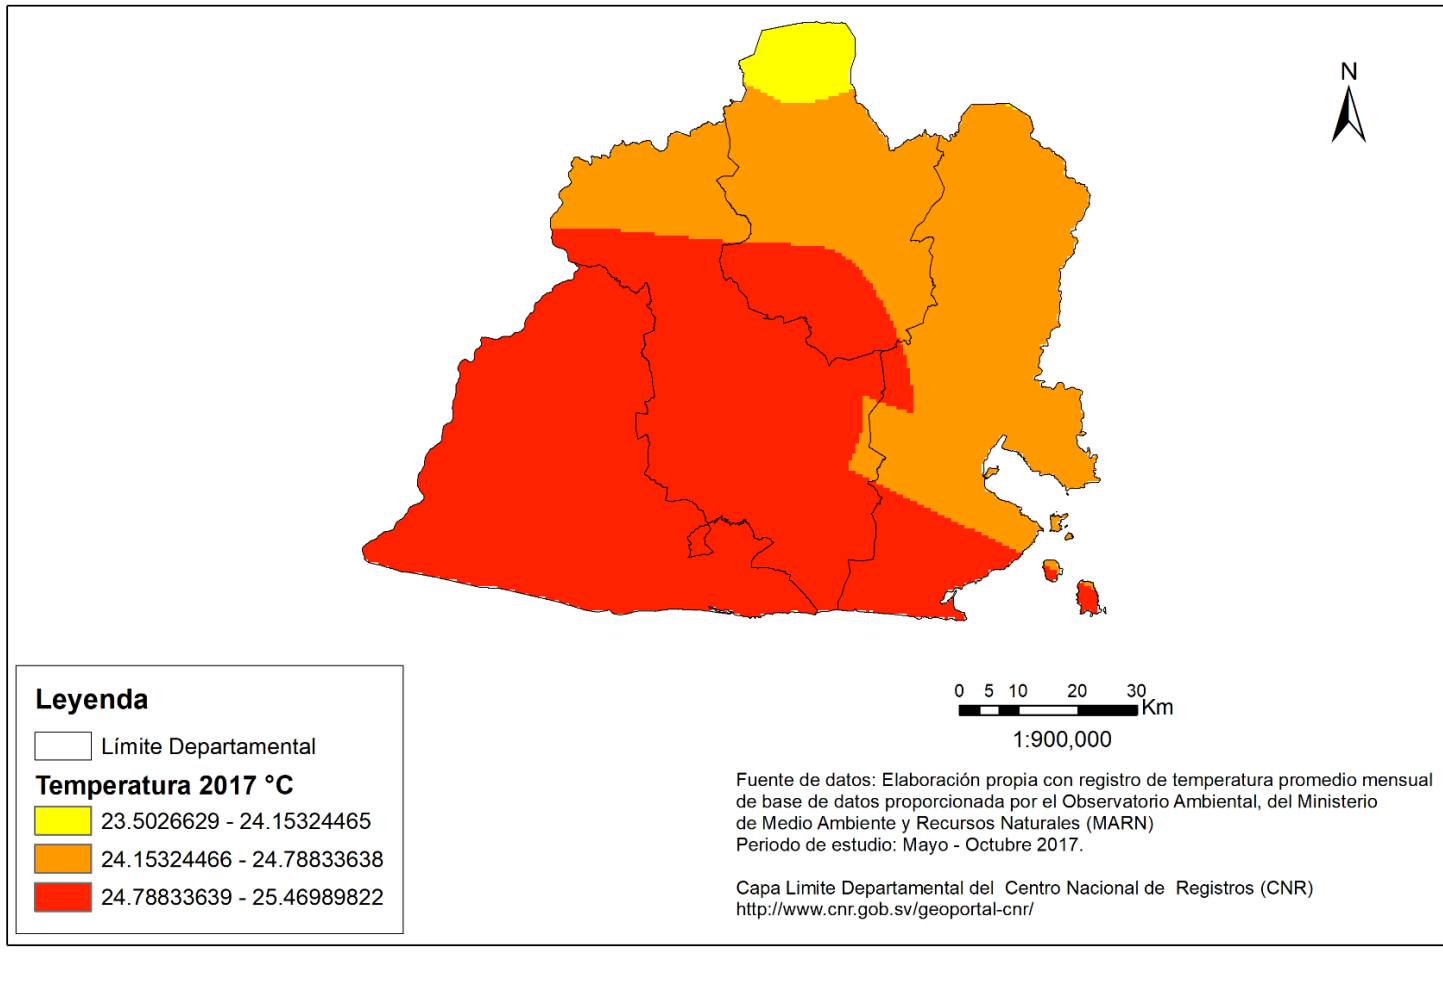 N
Leyenda
Límite Departamental
Temperatura 2017 °C
23.5026629 - 24.15324465
24.15324466 - 24.78833638
24.78833639 - 25.46989822
0 5 10 20 30
Km
1:900,000
Fuente de datos: Elaboración propia con registro de temperatura promedio mensual
de base de datos proporcionada por el Observatorio Ambiental, del Ministerio
de Medio Ambiente y Recursos Naturales (MARN)
Periodo de estudio: Mayo - Octubre 2017.
Capa Limite Departamental del Centro Nacional de Registros (CNR)
http://www.cnr.gob.sv/geoportal-cnr/